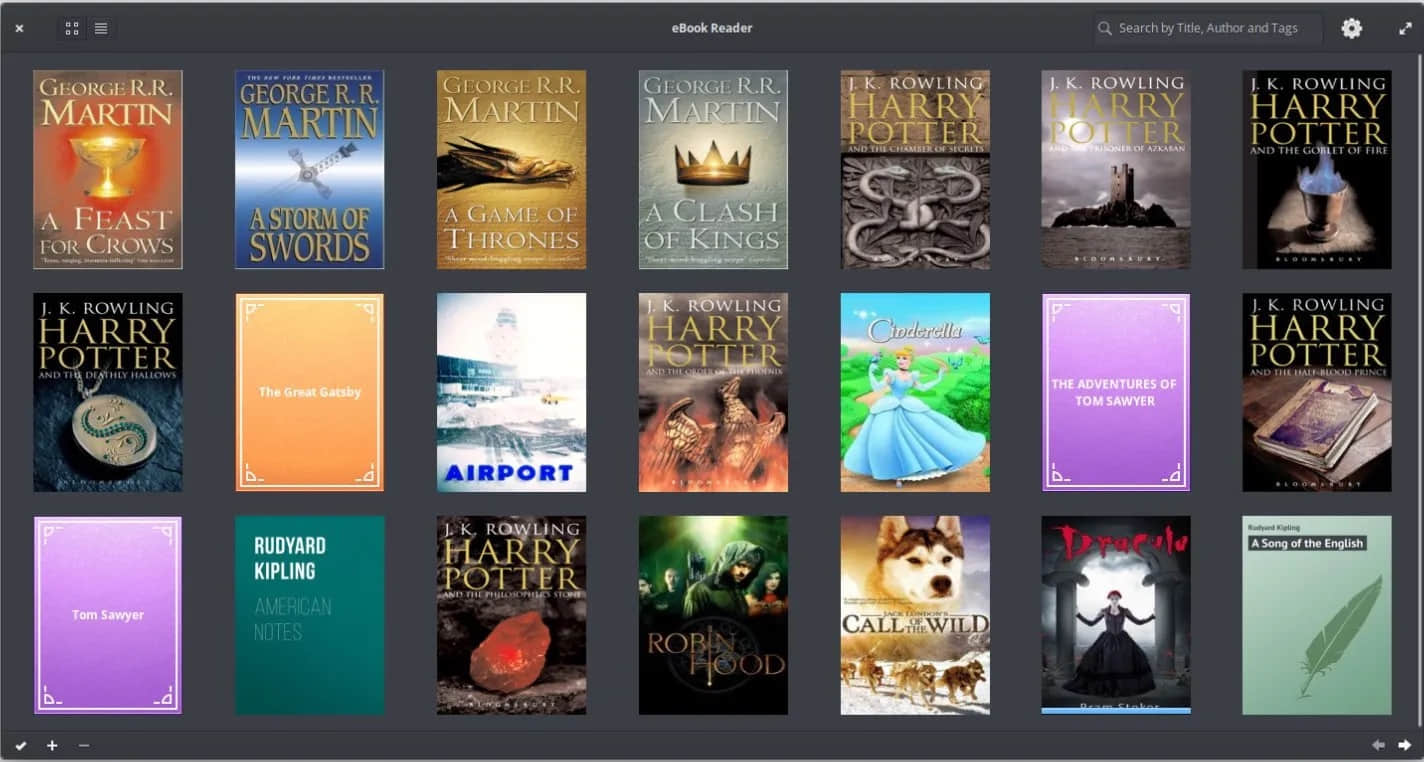 eBook Reader
Search by Title, Author and Tags
GEORGE R.R.
MARTIN
A FEAST
FOR CROWS
THE NEW YORK TIMES BESTSELLER
GEORGE R. R.
MARTIN
A STORM OF
SWORDS
GEORGE R.R.
MARTIN
A GAME OF
THRONES
GEORGE R.R.
MARTIN
A CLASH
OF KINGS
J. K. ROWLING
HARRY
POTTER
AND THE CHAMBER OF SECRETS
J. K. ROWLING
HARRY
POTTER
AND THE PRISONER OF AZKABAN
BLOOMSBURY
J. K. ROWLING
HARRY
POTTER
AND THE GOBLET OF FIRE
BLOOMSBURY
J. K. ROWLING
HARRY
POTTER
AND THE DEATHLY HALLOWS
BLOOMSBURY
The Great Gatsby
AIRPORT
J. K. ROWLING
HARRY
POTTER
AND THE ORDER OF THE PHOENIX
BLOOMSBURY
Cinderella
THE ADVENTURES OF
TOM SAWYER
J. K. ROWLING
HARRY
POTTER
AND THE HALF-BLOOD PRINCE
BLOOMSBURY
Tom Sawyer
RUDYARD
KIPLING
AMERICAN
NOTES
J. K. ROWLING
HARRY
POTTER
AND THE PHILOSOPHER'S STONE
BLOOMSBURY
ROBIN
HOOD
JACK LONDON'S
CALL OF THE WILD
Dracula
Bram Stoker
Rudyard Kipling
A Song of the English